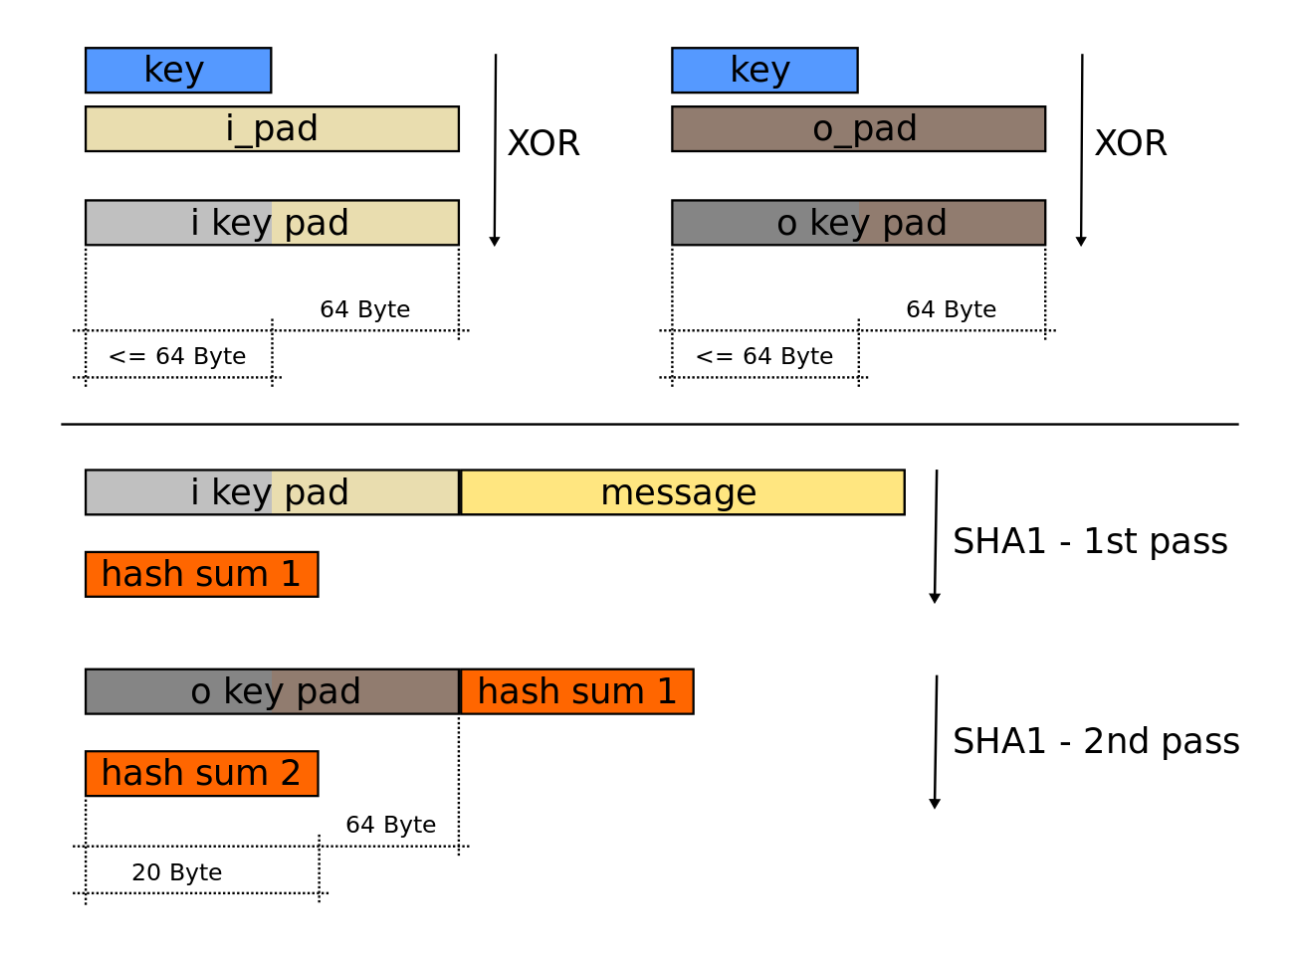 key
i_pad
XOR
i key pad
64 Byte
<= 64 Byte
key
o_pad
XOR
o key pad
64 Byte
<= 64 Byte
i key pad message
SHA1 - 1st pass
hash sum 1
o key pad hash sum 1
SHA1 - 2nd pass
hash sum 2
64 Byte
20 Byte